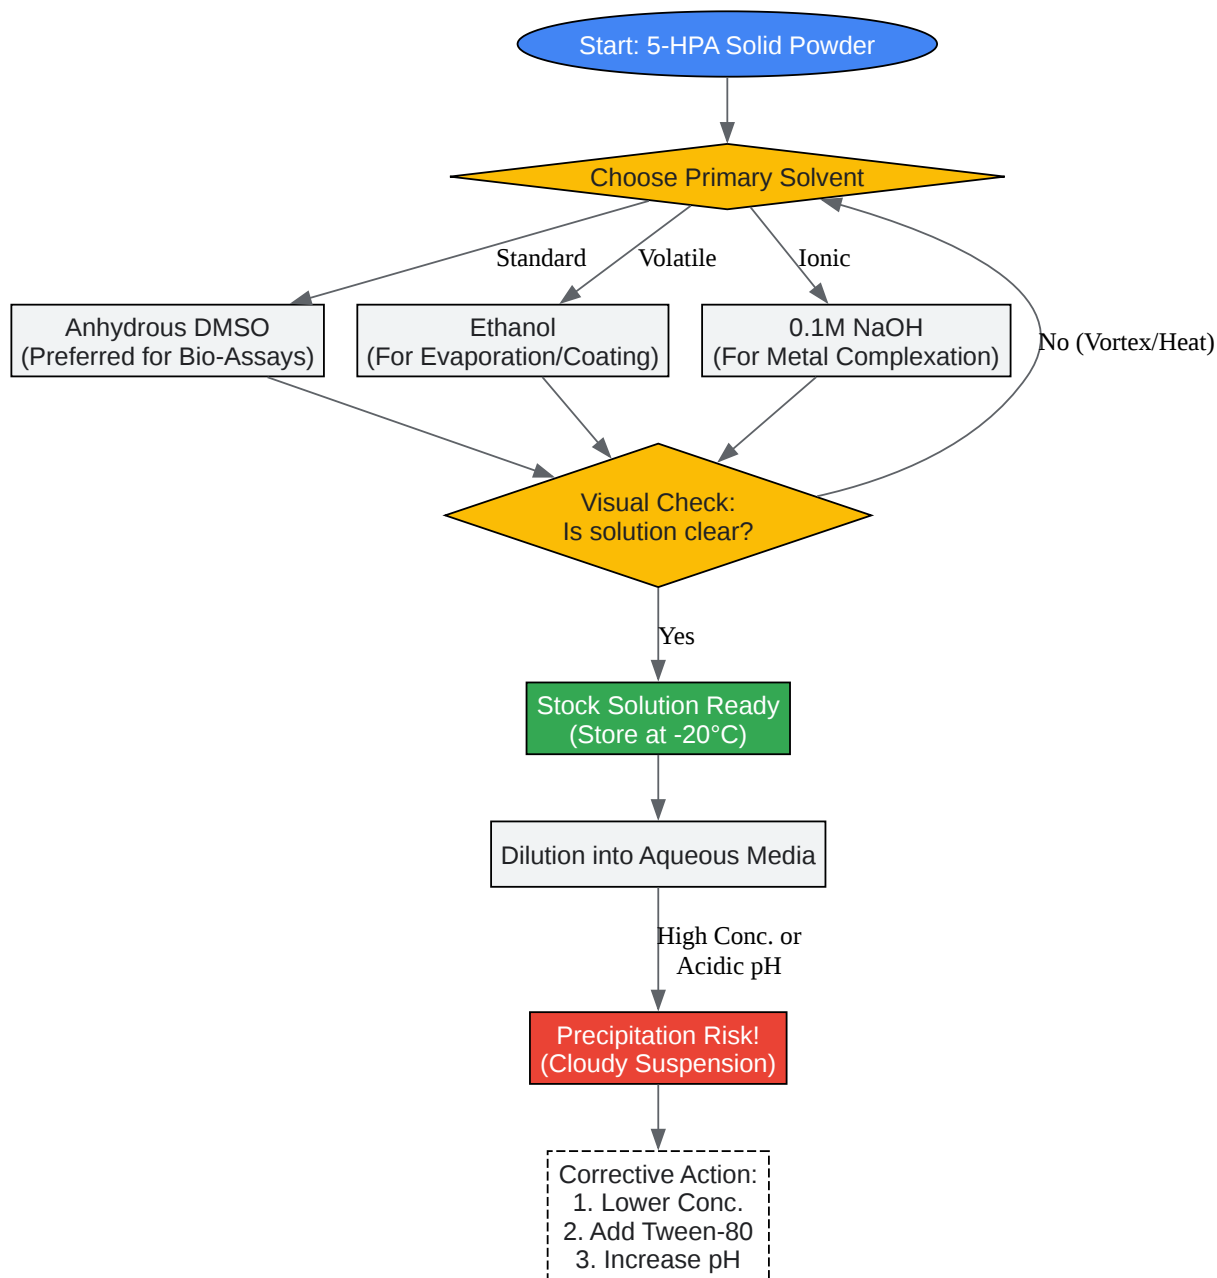 Start: 5-HPA Solid Powder
Choose Primary Solvent
Standard
Volatile
Ionic
Anhydrous DMSO
(Preferred for Bio-Assays)
Ethanol
(For Evaporation/Coating)
0.1M NaOH
(For Metal Complexation)
No (Vortex/Heat)
Visual Check:
Is solution clear?
Yes
Stock Solution Ready
(Store at -20°C)
Dilution into Aqueous Media
High Conc. or
Acidic pH
Precipitation Risk!
(Cloudy Suspension)
Corrective Action:
1. Lower Conc.
2. Add Tween-80
3. Increase pH